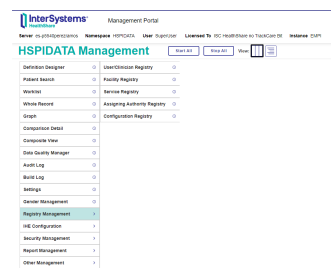 InterSystems
HealthShare
Management Portal
Server es-p5540perezramos Namespace HSPIDATA User SuperUser Licensed To ISC HealthShare no TrakCare Ed Instance EMPI
HSPIDATA Management
Start All Stop All View:
Definition Designer
Patient Search
Worklist
Whole Record
Graph
Comparison Detail
Composite View
Data Quality Manager
Audit Log
Build Log
Settings
Gender Management
Registry Management
IHE Configuration
Security Management
Report Management
Other Management
User/Clinician Registry
Facility Registry
Service Registry
Assigning Authority Registry
Configuration Registry